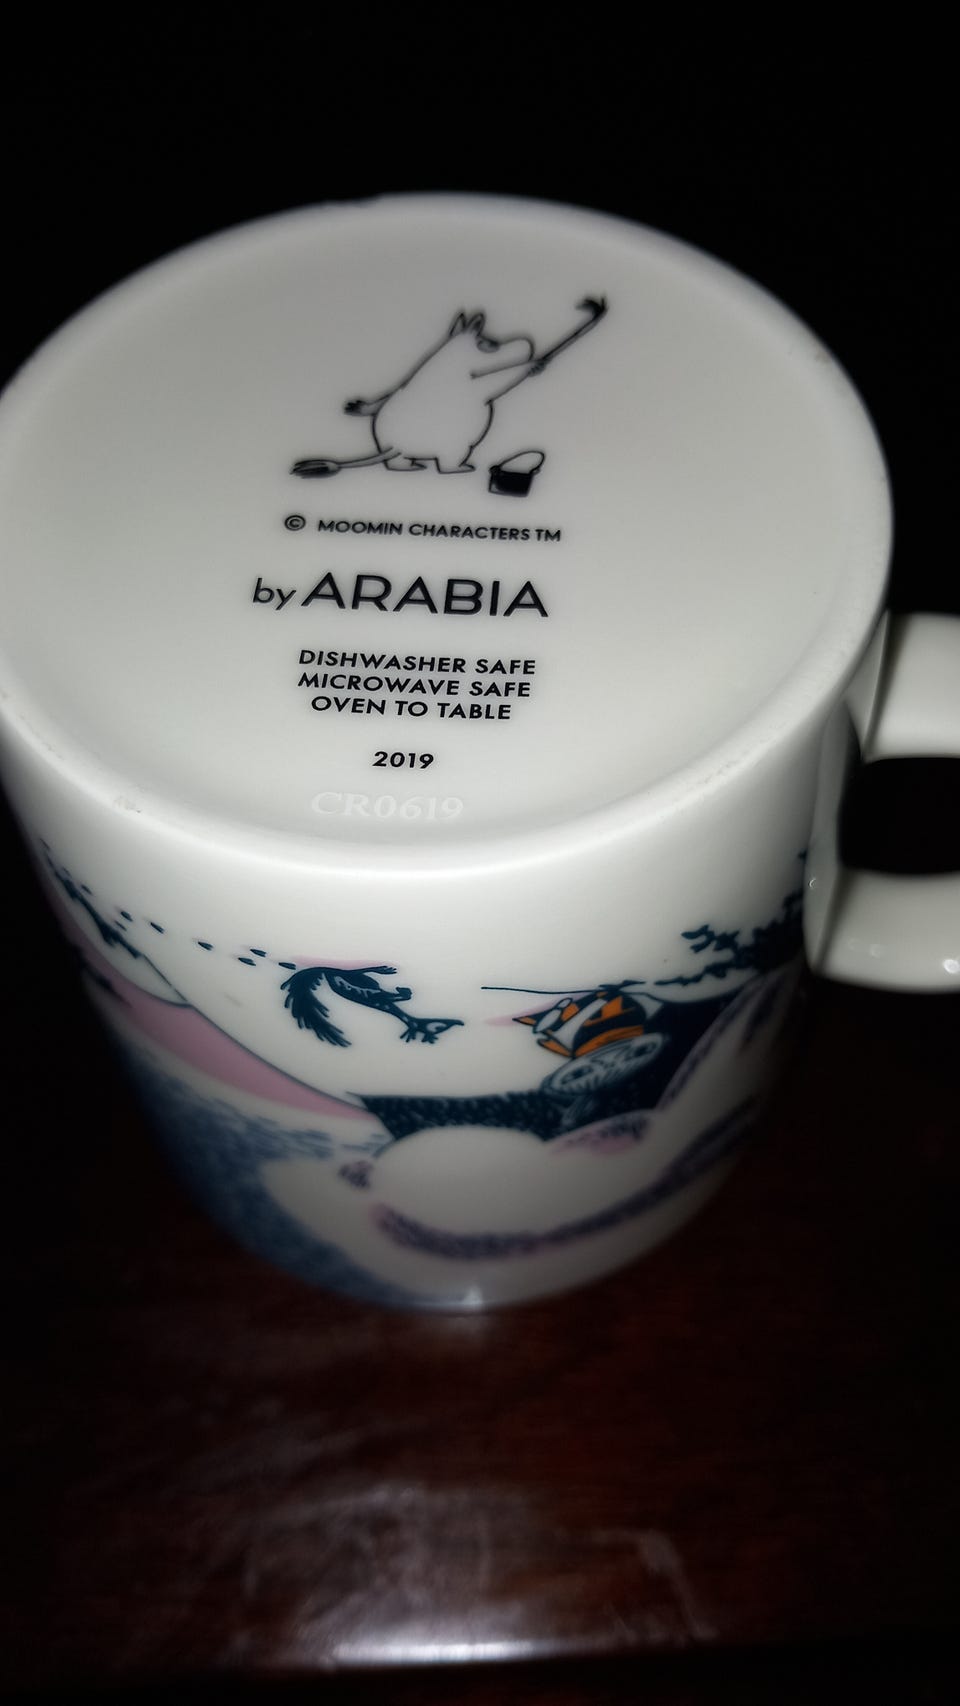 © MOOMIN CHARACTERS TM
by ARABIA
DISHWASHER SAFE
MICROWAVE SAFE
OVEN TO TABLE
2019
CR0619